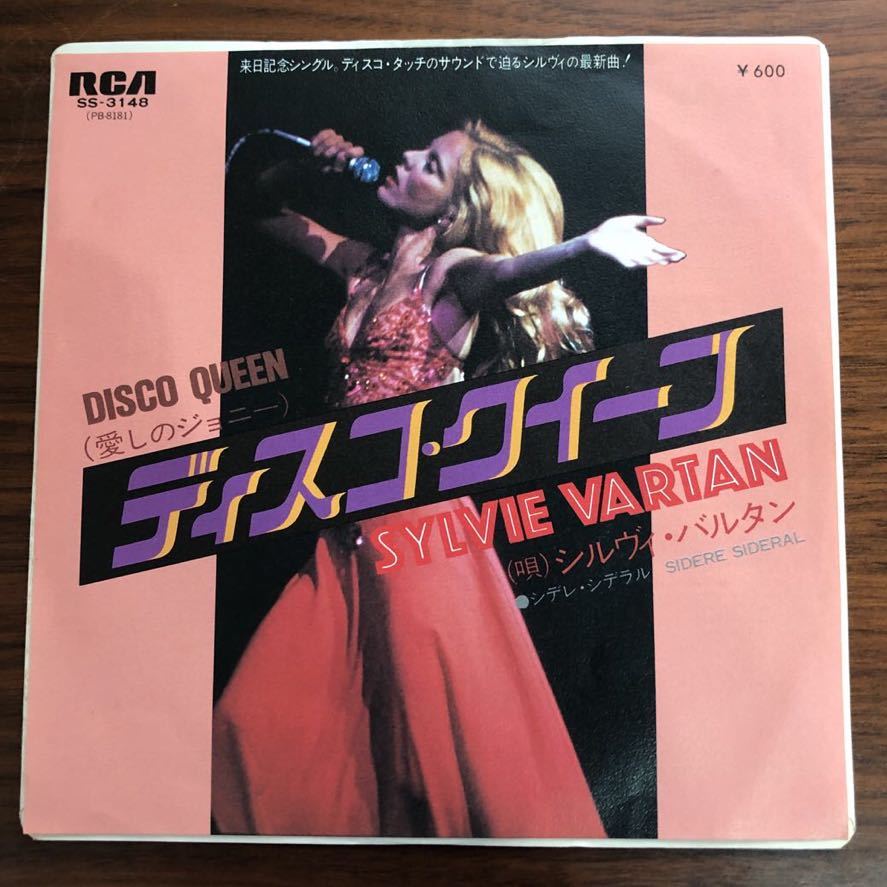 来日記念シングル。ディスコ・タッチのサウンドで迫るシルヴィの最新曲!
RCA
SS-3148
(PB-8181)
¥600
DISCO QUEEN
(愛しのジョニー)
ディスコ・クイーン
SYLVIE VARTAN
(唄)シルヴィ・バルタン
●シデレ・シデラル SIDERE SIDERAL